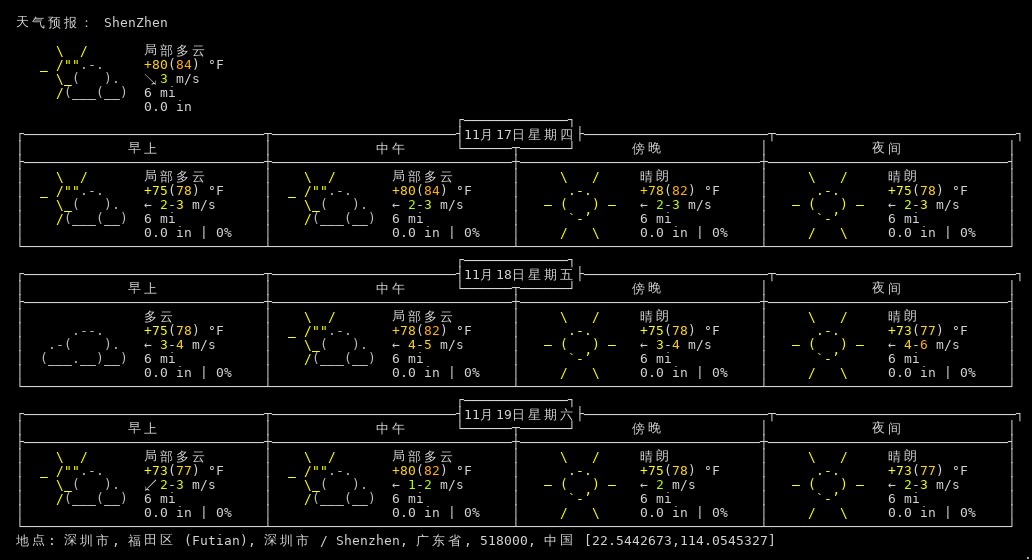 天气预报： ShenZhen
局部多云
+80(84) °F
↘3 m/s
6 mi
0.0 in
11月17日星期四
早上 中午 傍晚 夜间
局部多云 局部多云 晴朗 晴朗
+75(78) °F +80(84) °F +78(82) °F +75(78) °F
← 2-3 m/s ← 2-3 m/s ← 2-3 m/s ← 2-3 m/s
6 mi 6 mi 6 mi 6 mi
0.0 in | 0% 0.0 in | 0% 0.0 in | 0% 0.0 in | 0%
11月18日星期五
早上 中午 傍晚 夜间
多云 局部多云 晴朗 晴朗
+75(78) °F +78(82) °F +75(78) °F +73(77) °F
← 3-4 m/s ← 4-5 m/s ← 3-4 m/s ← 4-6 m/s
6 mi 6 mi 6 mi 6 mi
0.0 in | 0% 0.0 in | 0% 0.0 in | 0% 0.0 in | 0%
11月19日星期六
早上 中午 傍晚 夜间
局部多云 局部多云 晴朗 晴朗
+73(77) °F +80(82) °F +75(78) °F +73(77) °F
↙2-3 m/s ← 1-2 m/s ← 2 m/s ← 2-3 m/s
6 mi 6 mi 6 mi 6 mi
0.0 in | 0% 0.0 in | 0% 0.0 in | 0% 0.0 in | 0%
地点: 深圳市, 福田区 (Futian), 深圳市 / Shenzhen, 广东省, 518000, 中国 [22.5442673,114.0545327]